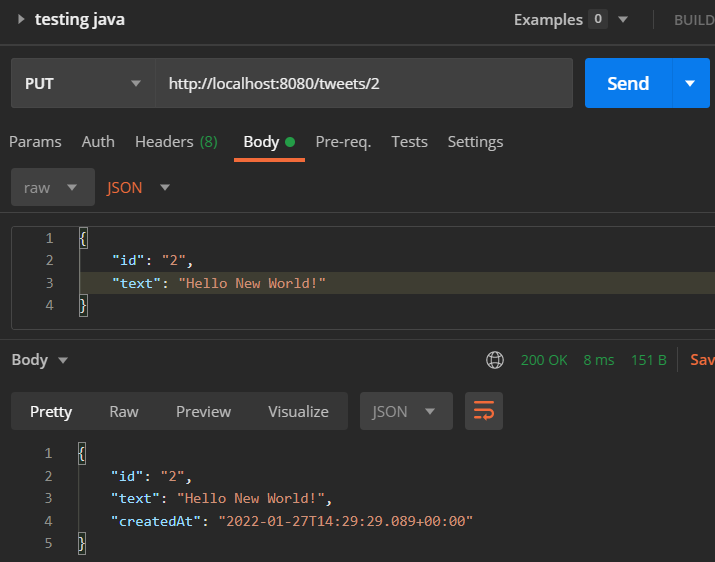 testing java
Examples 0
BUILD
PUT
http://localhost:8080/tweets/2
Send
Params Auth Headers (8) Body Pre-req. Tests Settings
raw JSON
1 {
2 "id": "2",
3 "text": "Hello New World!"
4 }
Body 200 OK 8 ms 151 B Sav
Pretty Raw Preview Visualize JSON
1 {
2 "id": "2",
3 "text": "Hello New World!",
4 "createdAt": "2022-01-27T14:29:29.089+00:00"
5 }